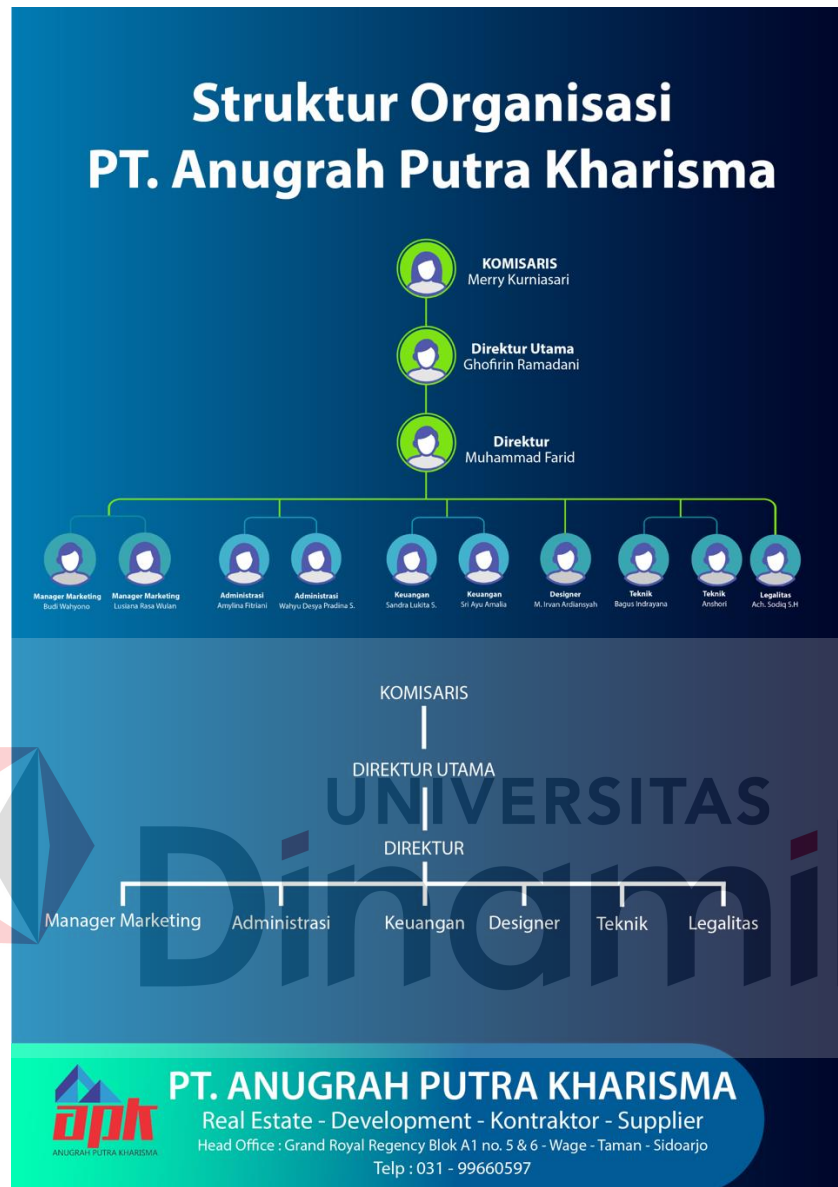 Struktur Organisasi
PT. Anugrah Putra Kharisma
KOMISARIS
Merry Kurniasari
Direktur Utama
Ghofirin Ramadani
Direktur
Muhammad Farid
Manager Marketing
Budi Wahyono
Manager Marketing
Lusiana Rasa Wulan
Administrasi
Amylina Fitriani
Administrasi
Wahyu Desya Pradina S.
Keuangan
Sandra Lukita S.
Keuangan
Sri Ayu Amalia
Designer
M. Irvan Ardiansyah
Teknik
Bagus Indrayana
Teknik
Anshori
Legalitas
Ach. Sodiq S.H
KOMISARIS
DIREKTUR UTAMA
UNIVERSITAS
Dinami
DIREKTUR
Manager Marketing Administrasi Keuangan Designer Teknik Legalitas
apk
ANUGRAH PUTRA KHARISMA
PT. ANUGRAH PUTRA KHARISMA
Real Estate - Development - Kontraktor - Supplier
Head Office : Grand Royal Regency Blok A1 no. 5 & 6 - Wage - Taman - Sidoarjo
Telp : 031 - 99660597